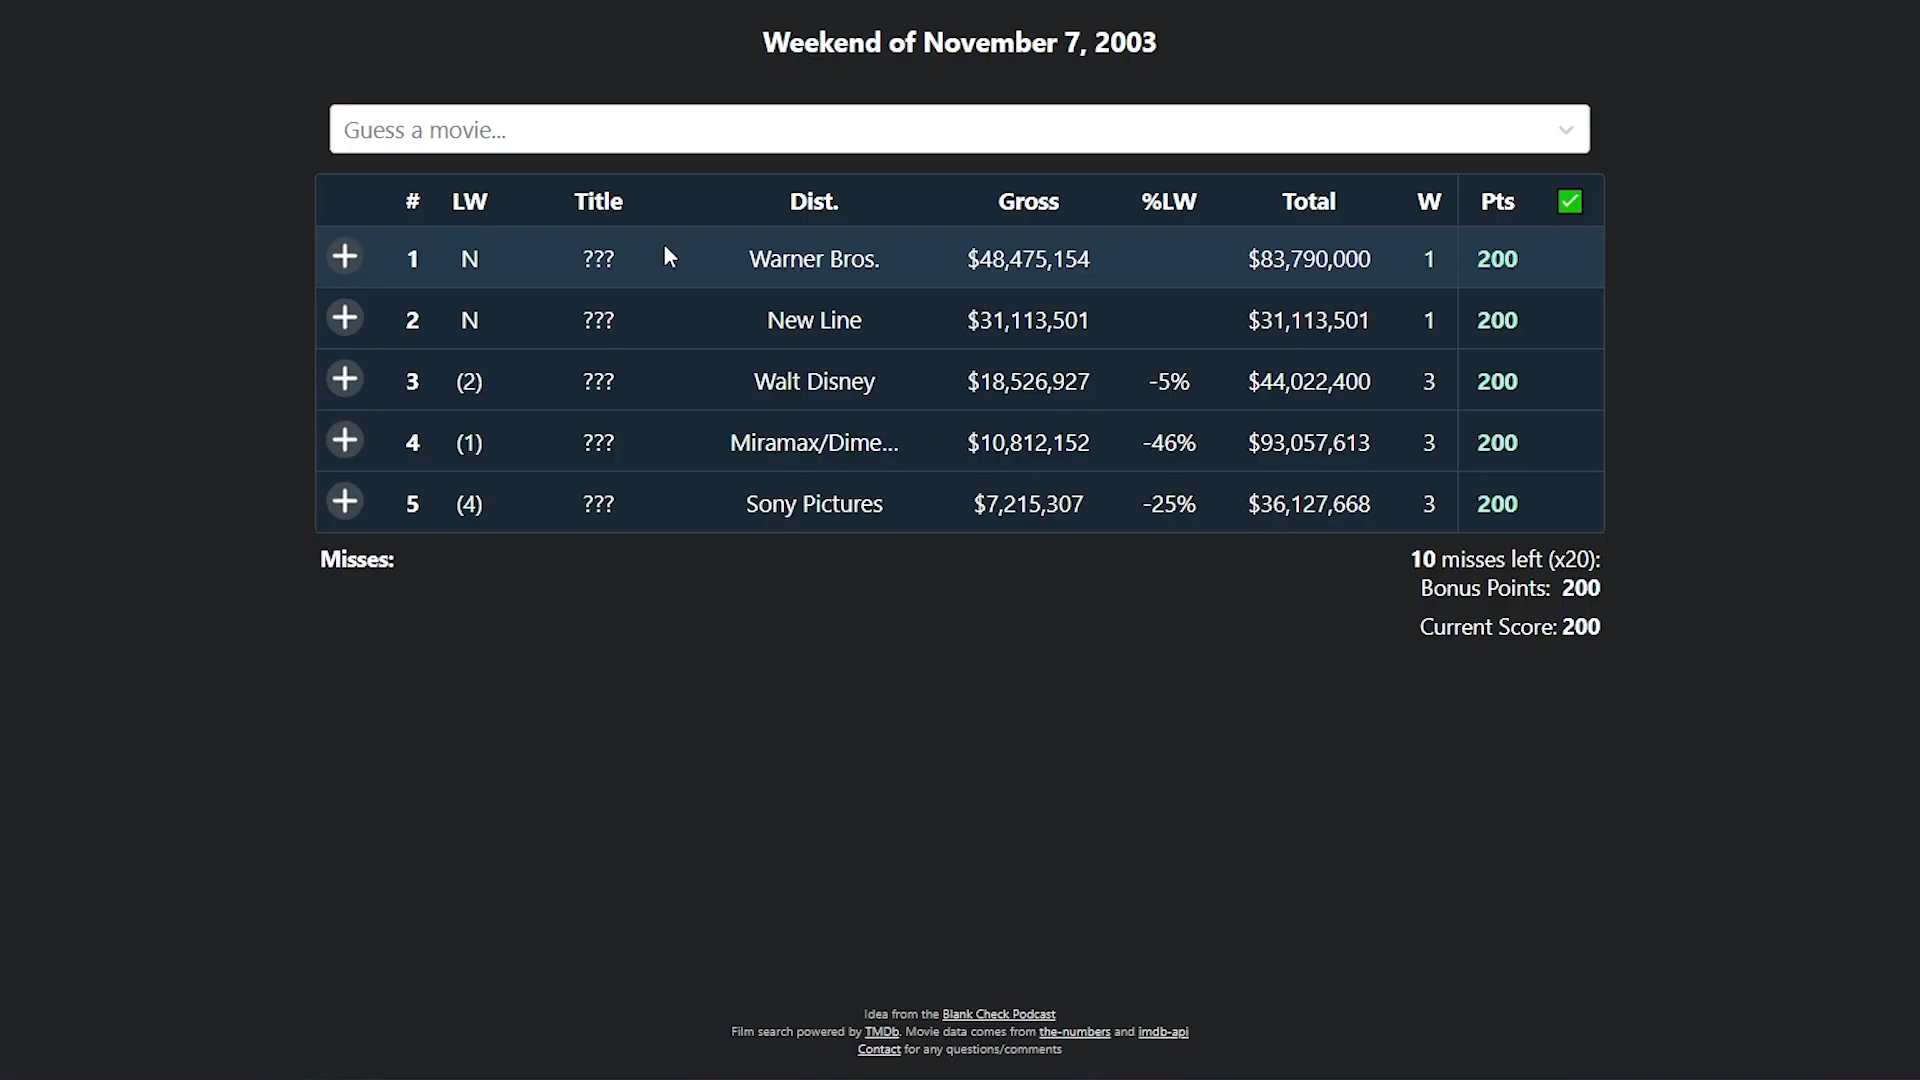 Weekend of November 7, 2003
Guess a movie...
# LW Title Dist. Gross %LW Total W Pts
1 N ??? Warner Bros. $48,475,154 $83,790,000 1 200
2 N ??? New Line $31,113,501 $31,113,501 1 200
3 (2) ??? Walt Disney $18,526,927 -5% $44,022,400 3 200
4 (1) ??? Miramax/Dime... $10,812,152 -46% $93,057,613 3 200
5 (4) ??? Sony Pictures $7,215,307 -25% $36,127,668 3 200
Misses:
10 misses left (x20):
Bonus Points: 200
Current Score: 200
Idea from the Blank Check Podcast
Film search powered by TMDb. Movie data comes from the-numbers and imdb-api
Contact for any questions/comments